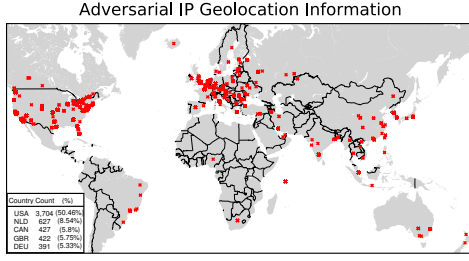 Adversarial IP Geolocation Information
Country Count (%)
USA 3,704 (50.46%)
NLD 627 (8.54%)
CAN 427 (5.8%)
GBR 422 (5.75%)
DEU 391 (5.33%)